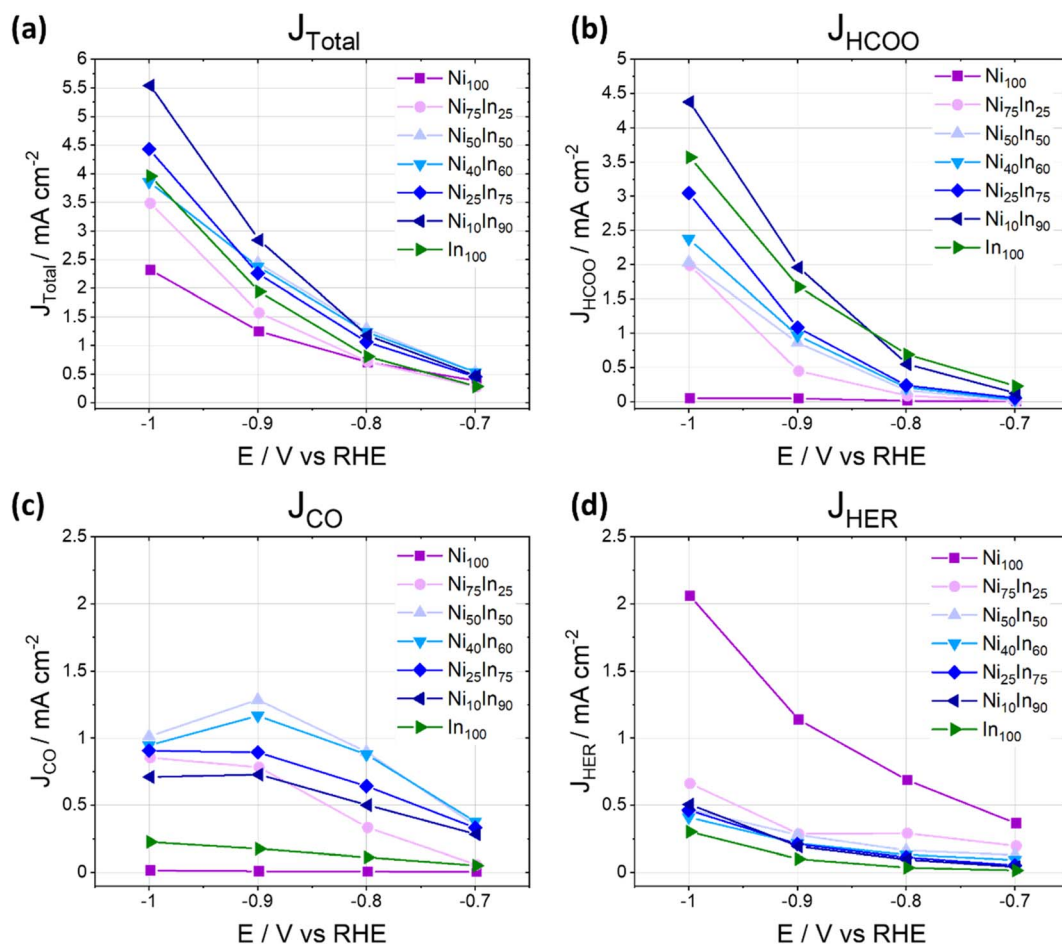 (a)
J_Total
J_Total / mA cm⁻²
6
5.5
5
4.5
4
3.5
3
2.5
2
1.5
1
0.5
0
Ni₁₀₀
Ni₇₅In₂₅
Ni₅₀In₅₀
Ni₄₀In₆₀
Ni₂₅In₇₅
Ni₁₀In₉₀
In₁₀₀
-1 -0.9 -0.8 -0.7
E / V vs RHE
(b)
J_HCOO
J_HCOO / mA cm⁻²
4.5
4
3.5
3
2.5
2
1.5
1
0.5
0
Ni₁₀₀
Ni₇₅In₂₅
Ni₅₀In₅₀
Ni₄₀In₆₀
Ni₂₅In₇₅
Ni₁₀In₉₀
In₁₀₀
-1 -0.9 -0.8 -0.7
E / V vs RHE
(c)
J_CO
J_CO / mA cm⁻²
2.5
2
1.5
1
0.5
0
Ni₁₀₀
Ni₇₅In₂₅
Ni₅₀In₅₀
Ni₄₀In₆₀
Ni₂₅In₇₅
Ni₁₀In₉₀
In₁₀₀
-1 -0.9 -0.8 -0.7
E / V vs RHE
(d)
J_HER
J_HER / mA cm⁻²
2.5
2
1.5
1
0.5
0
Ni₁₀₀
Ni₇₅In₂₅
Ni₅₀In₅₀
Ni₄₀In₆₀
Ni₂₅In₇₅
Ni₁₀In₉₀
In₁₀₀
-1 -0.9 -0.8 -0.7
E / V vs RHE